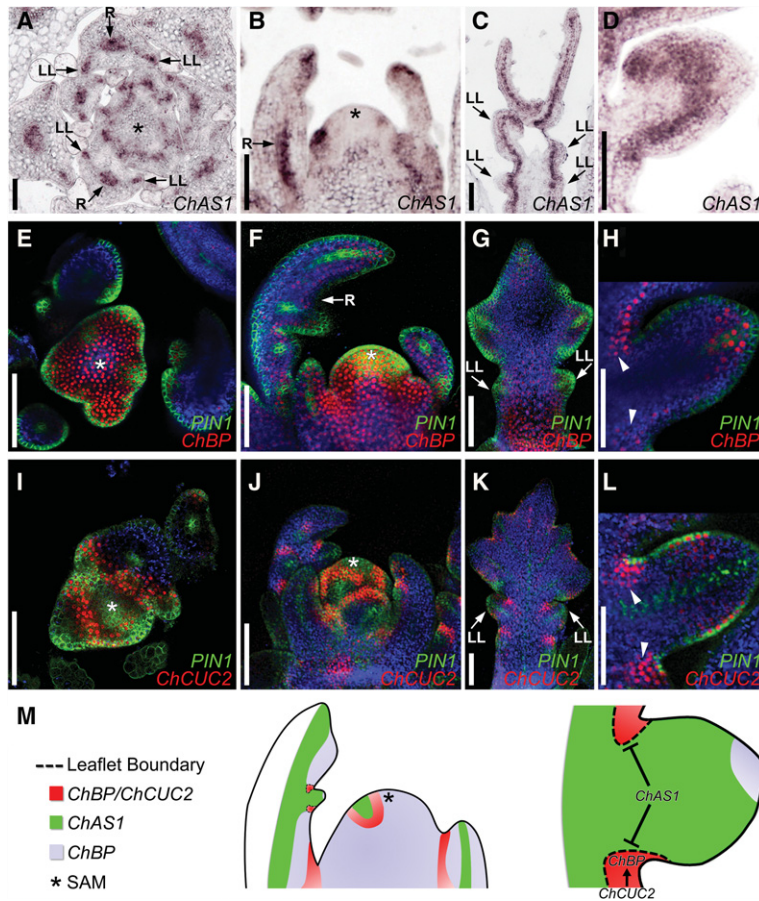 A
R
LL
LL
*
LL
R
LL
ChAS1
B
*
R
ChAS1
C
LL
LL
LL
LL
ChAS1
D
ChAS1
E
*
PIN1
ChBP
F
R
*
PIN1
ChBP
G
LL
LL
PIN1
ChBP
H
PIN1
ChBP
I
*
PIN1
ChCUC2
J
*
PIN1
ChCUC2
K
LL
LL
PIN1
ChCUC2
L
PIN1
ChCUC2
M
Leaflet Boundary
ChBP/ChCUC2
ChAS1
ChBP
* SAM
*
ChAS1
ChBP
ChCUC2